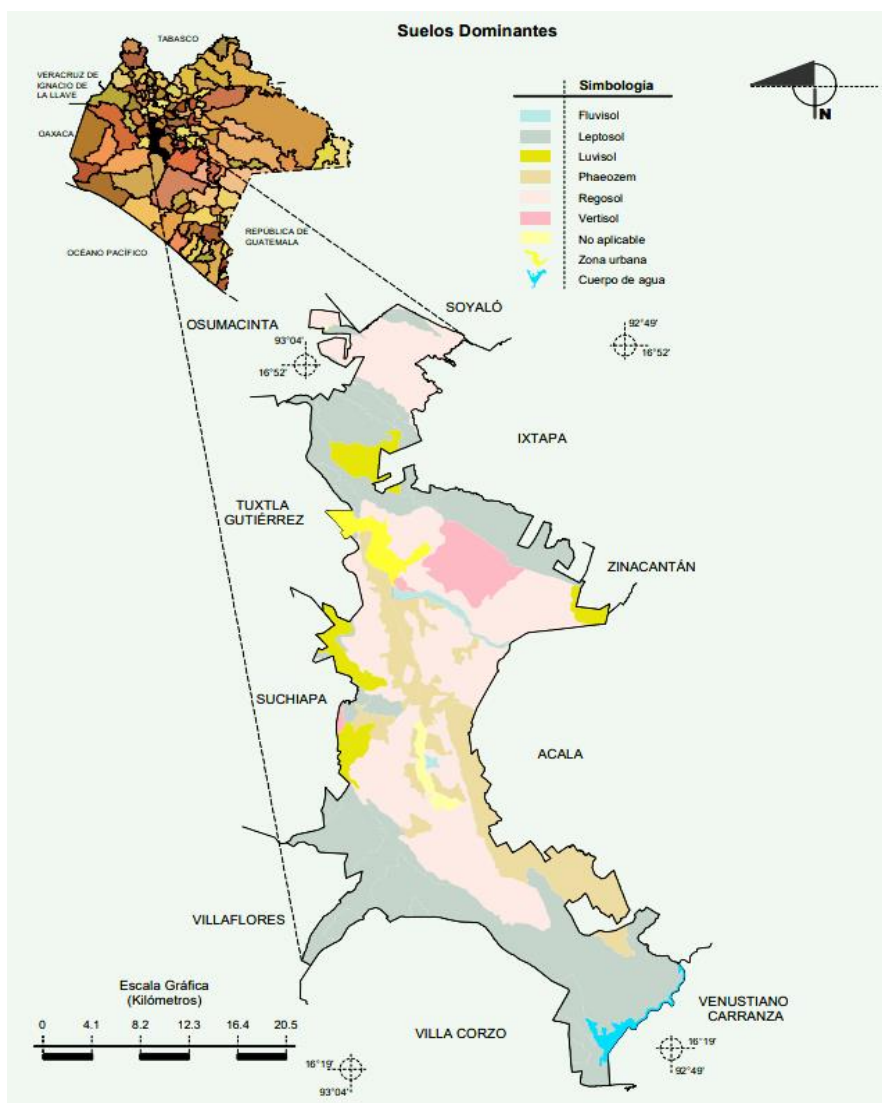 Suelos Dominantes
TABASCO
VERACRUZ DE
IGNACIO DE
LA LLAVE
OAXACA
REPÚBLICA DE
GUATEMALA
OCÉANO PACÍFICO
Simbología
Fluvisol
Leptosol
Luvisol
Phaeozem
Regosol
Vertisol
No aplicable
Zona urbana
Cuerpo de agua
N
SOYALÓ
OSUMACINTA
93°04'
16°52'
92°49'
16°52'
IXTAPA
TUXTLA
GUTIÉRREZ
ZINACANTÁN
SUCHIAPA
ACALA
VILLAFLORES
Escala Gráfica
(Kilómetros)
0 4.1 8.2 12.3 16.4 20.5
VENUSTIANO
CARRANZA
VILLA CORZO
16°19'
92°49'
16°19'
93°04'